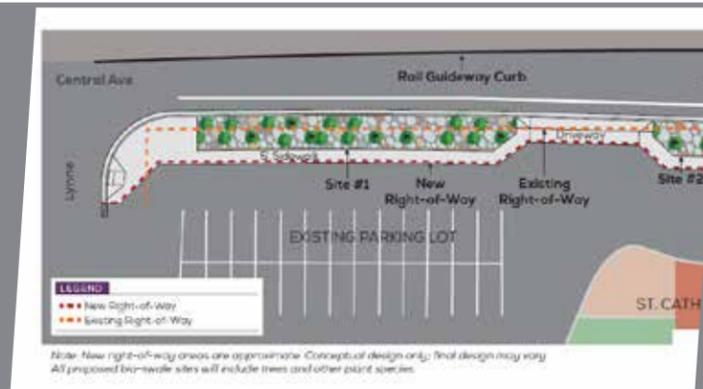 Central Ave
Rail Guideway Curb
Lynne
5' Sidewalk
Driveway
Site #1
New
Right-of-Way
Existing
Right-of-Way
Site #2
EXISTING PARKING LOT
ST. CATH
LEGEND
New Right-of-Way
Existing Right-of-Way
Note: New right-of-way areas are approximate. Conceptual design only; final design may vary
All proposed bio-swale sites will include trees and other plant species.